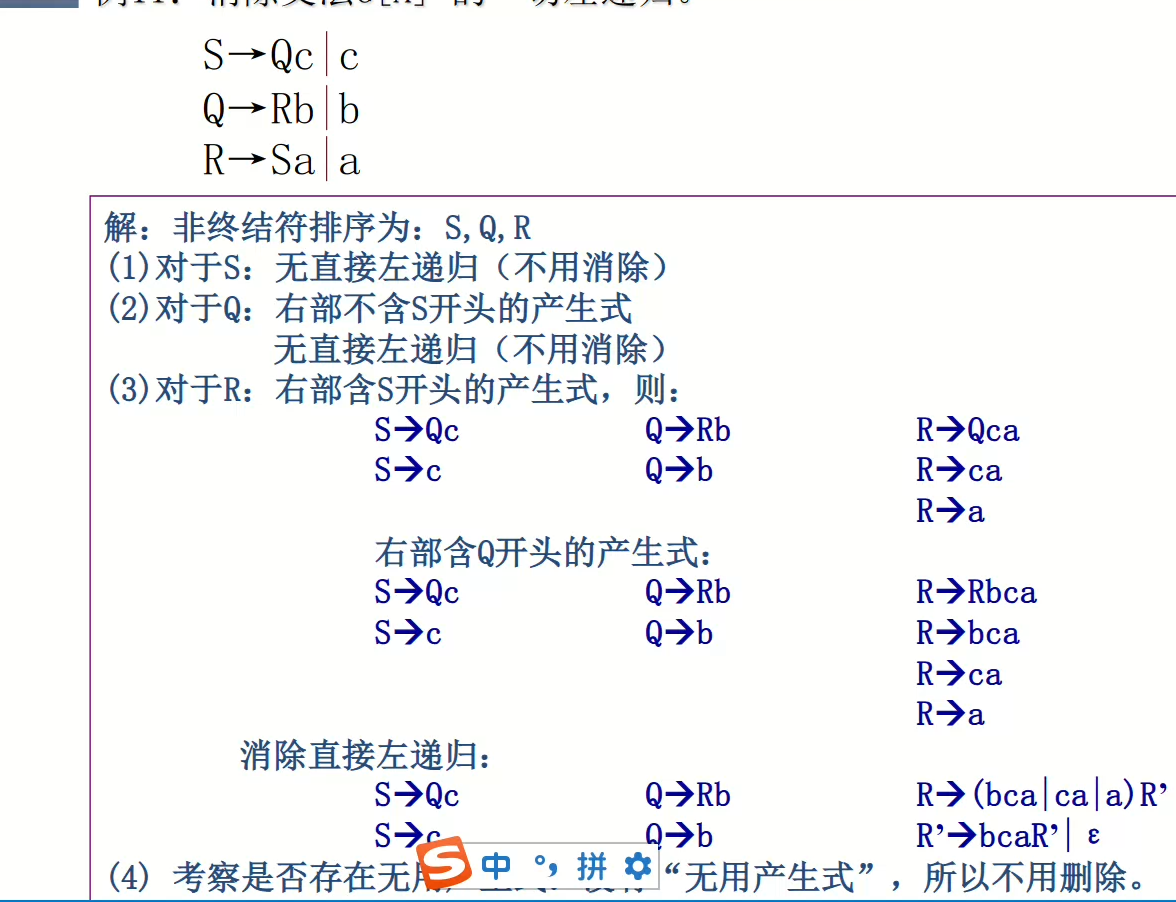 S→Qc|c
Q→Rb|b
R→Sa|a
解：非终结符排序为：S,Q,R
(1)对于S：无直接左递归（不用消除）
(2)对于Q：右部不含S开头的产生式
无直接左递归（不用消除）
(3)对于R：右部含S开头的产生式，则：
S→Qc Q→Rb R→Qca
S→c Q→b R→ca
R→a
右部含Q开头的产生式：
S→Qc Q→Rb R→Rbca
S→c Q→b R→bca
R→ca
R→a
消除直接左递归：
S→Qc Q→Rb R→(bca|ca|a)R’
S→c Q→b R’→bcaR’|ε
S 中 °, 拼
(4) 考察是否存在无用 “无用产生式”，所以不用删除。